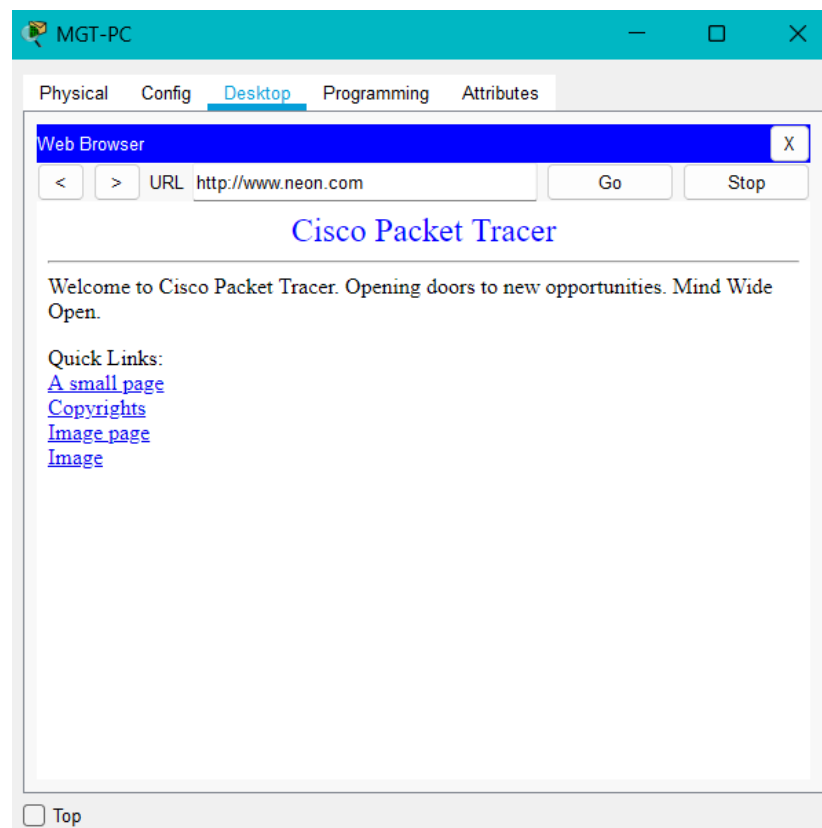 MGT-PC
Physical Config Desktop Programming Attributes
Web Browser
X
< > URL http://www.neon.com Go Stop
Cisco Packet Tracer
Welcome to Cisco Packet Tracer. Opening doors to new opportunities. Mind Wide
Open.
Quick Links:
A small page
Copyrights
Image page
Image
Top